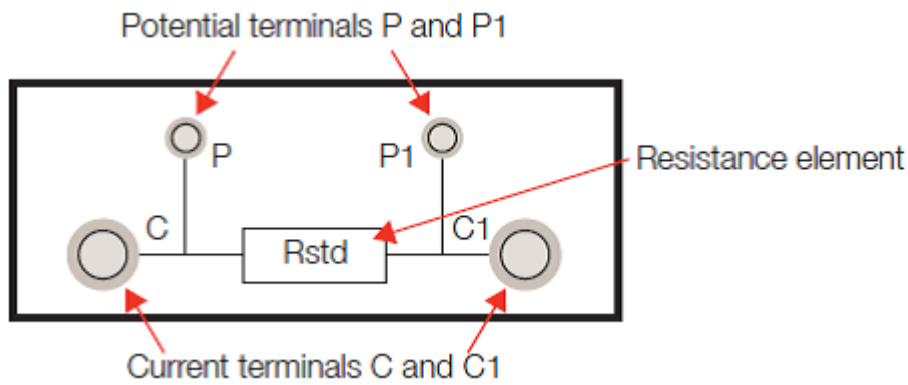 Potential terminals P and P1
P
P1
Resistance element
C
Rstd
C1
Current terminals C and C1